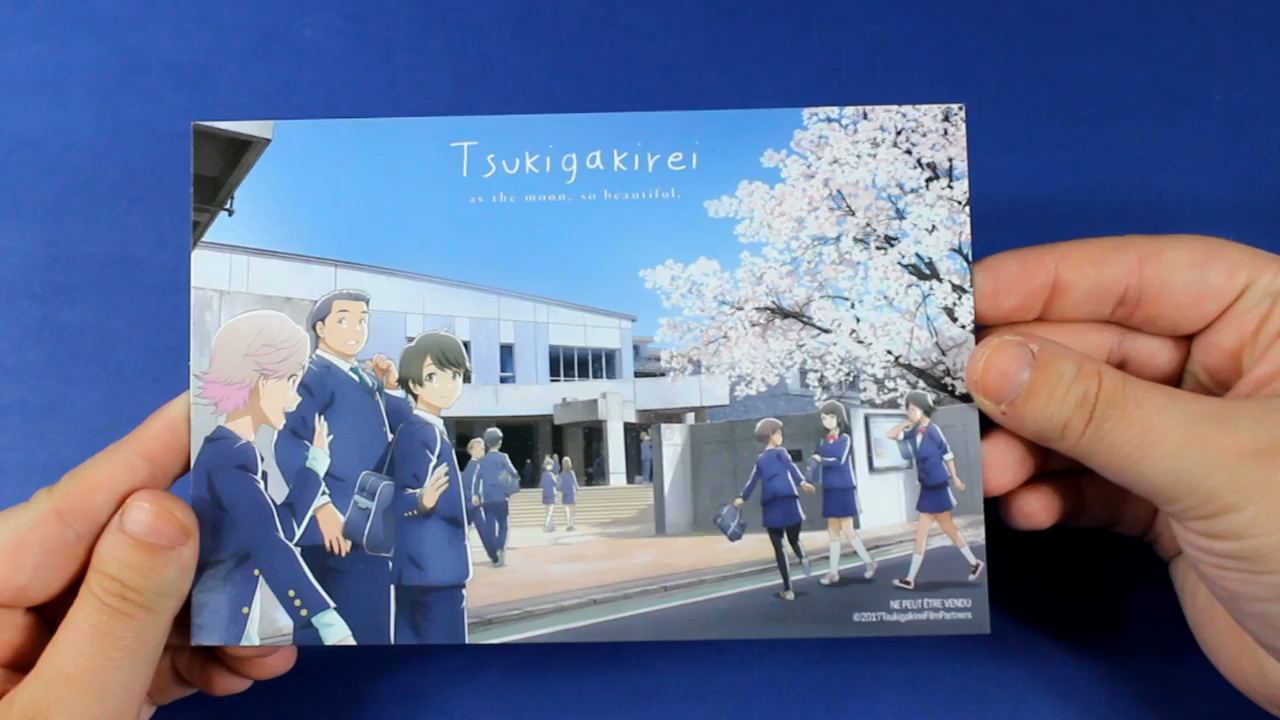 Tsukigakirei
as the moon, so beautiful.
NE PEUT ÊTRE VENDU
©2017TsukigakireiFilmPartners